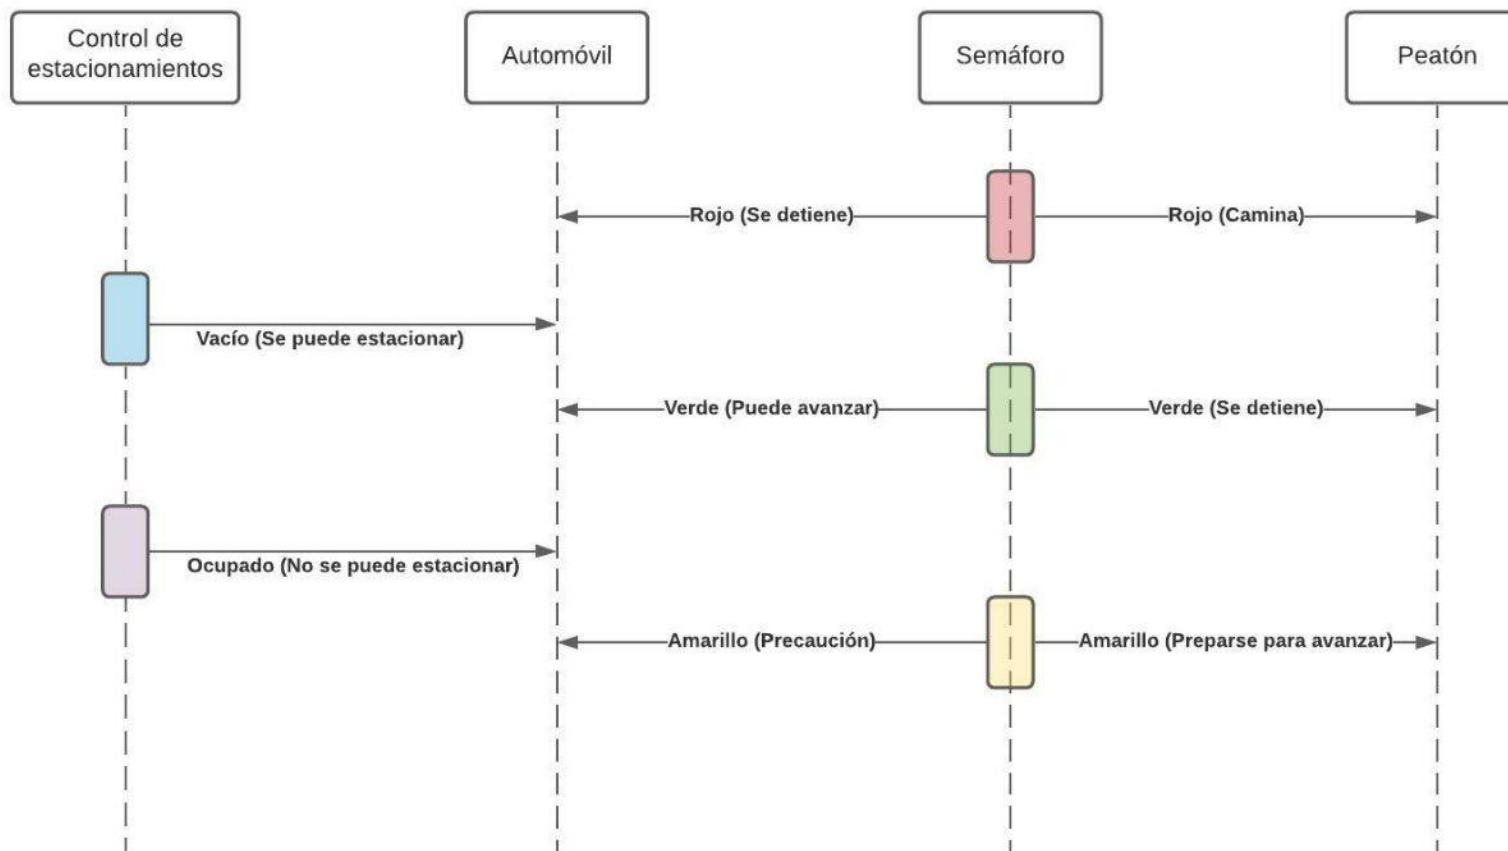 Control de
estacionamientos
Automóvil
Semáforo
Peatón
Rojo (Se detiene)
Rojo (Camina)
Vacío (Se puede estacionar)
Verde (Puede avanzar)
Verde (Se detiene)
Ocupado (No se puede estacionar)
Amarillo (Precaución)
Amarillo (Preparse para avanzar)